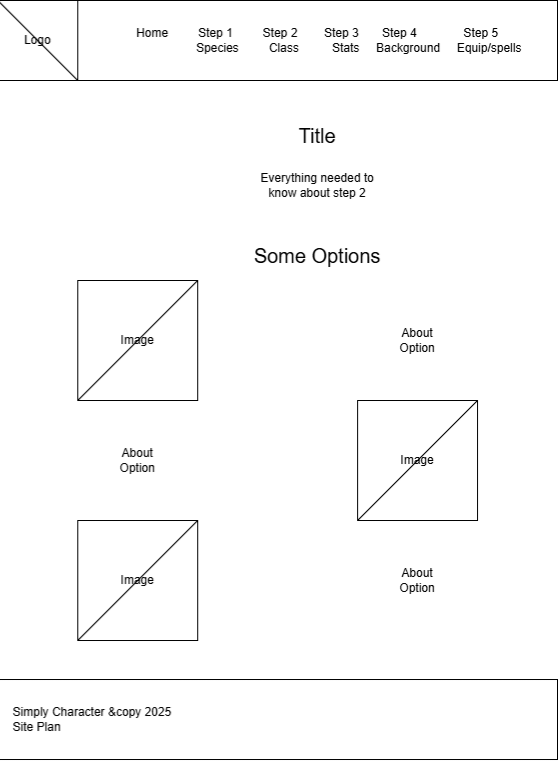 Logo
Home
Step 1 Species
Step 2 Class
Step 3 Stats
Step 4 Background
Step 5 Equip/spells
Title
Everything needed to
know about step 2
Some Options
Image
About
Option
About
Option
Image
Image
About
Option
Simply Character &copy 2025
Site Plan